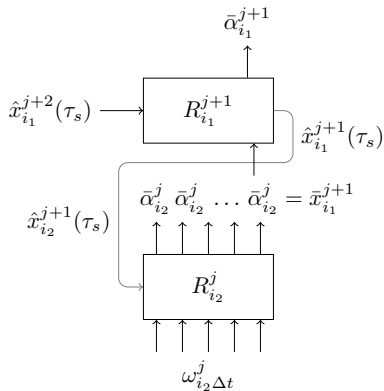 ᾱ_{i_1}^{j+1}
x̂_{i_1}^{j+2}(τ_s)
R_{i_1}^{j+1}
x̂_{i_1}^{j+1}(τ_s)
ᾱ_{i_2}^{j} ᾱ_{i_2}^{j} … ᾱ_{i_2}^{j} = x̄_{i_1}^{j+1}
x̂_{i_2}^{j+1}(τ_s)
R_{i_2}^{j}
ω_{i_2Δt}^{j}